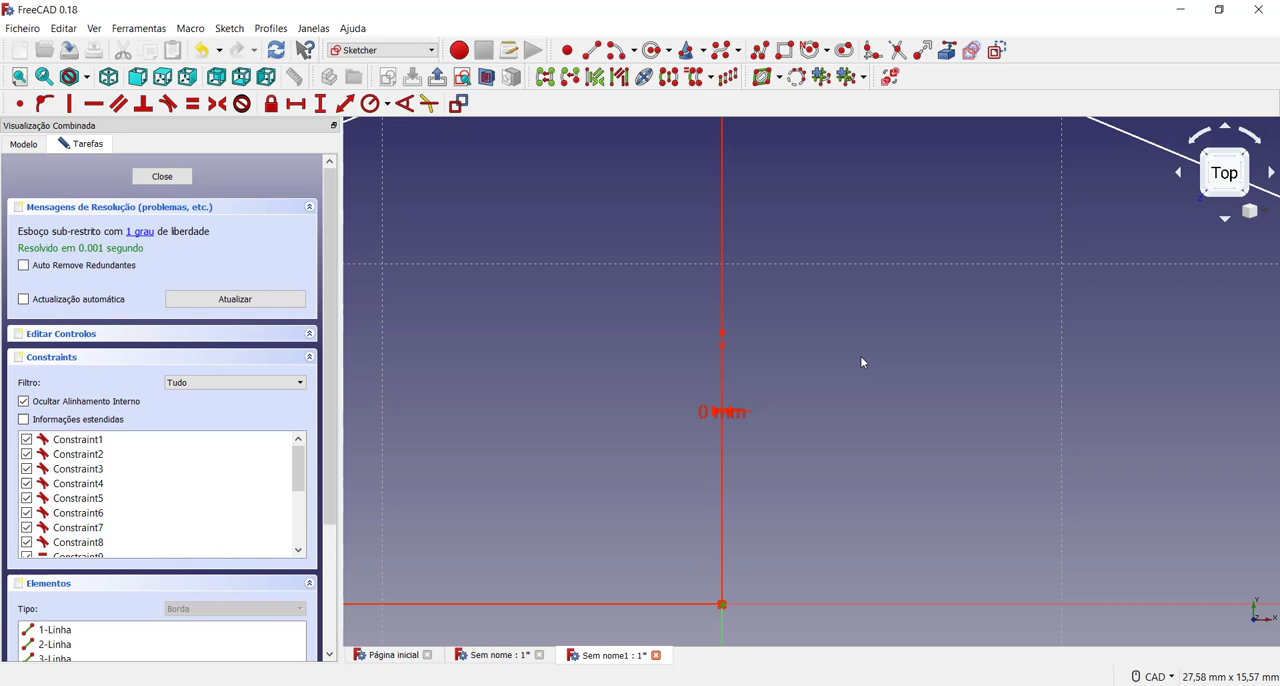 FreeCAD 0.18
Ficheiro Editar Ver Ferramentas Macro Sketch Profiles Janelas Ajuda
Sketcher
Visualização Combinada
Modelo Tarefas
Close
Mensagens de Resolução (problemas, etc.)
Esboço sub-restrito com 1 grau de liberdade
Resolvido em 0.001 segundo
Auto Remove Redundantes
Actualização automática Atualizar
Editar Controlos
Constraints
Filtro: Tudo
Ocultar Alinhamento Interno
Informações estendidas
Constraint1
Constraint2
Constraint3
Constraint4
Constraint5
Constraint6
Constraint7
Constraint8
Constraint9
Elementos
Tipo: Borda
1-Linha
2-Linha
3-Linha
0 mm
Top
Z
Y
Z X
Página inicial Sem nome : 1* Sem nome1 : 1*
CAD 27,58 mm x 15,57 mm